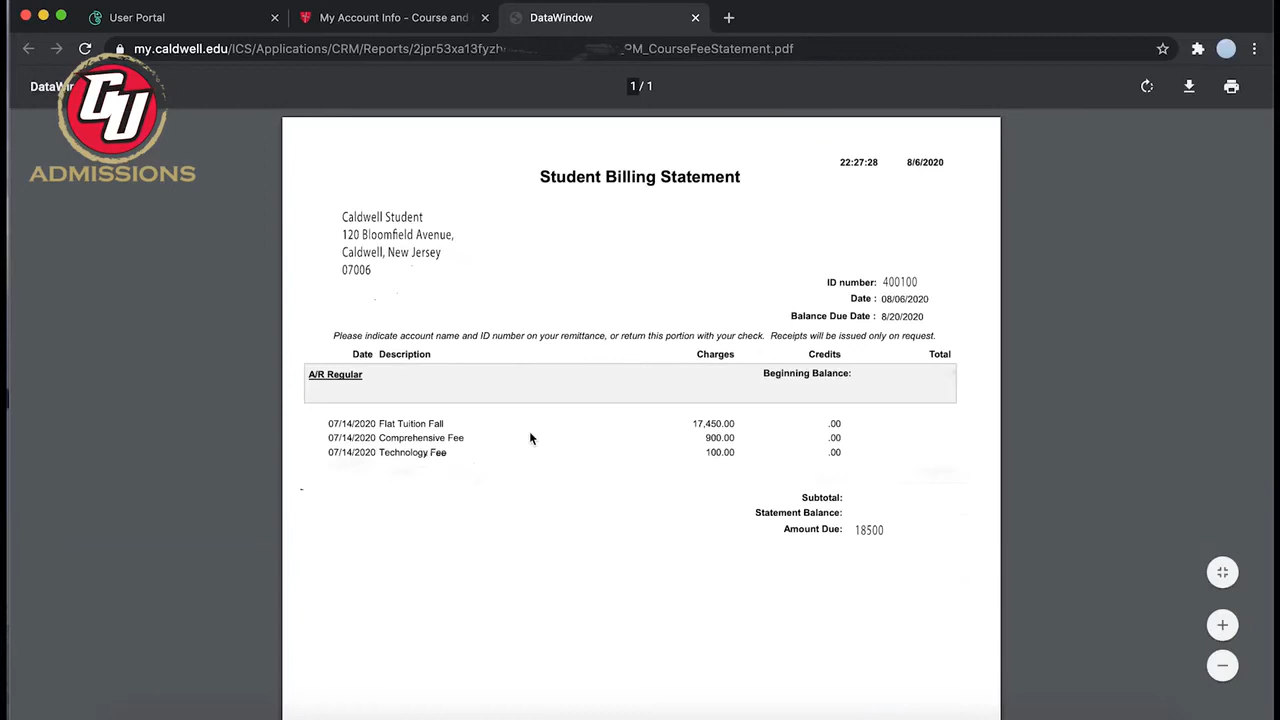 User Portal
My Account Info - Course and
DataWindow
my.caldwell.edu/ICS/Applications/CRM/Reports/
PM_CourseFeeStatement.pdf
1 / 1
CU
ADMISSIONS
22:27:28 8/6/2020
Student Billing Statement
Caldwell Student
120 Bloomfield Avenue,
Caldwell, New Jersey
07006
ID number: 400100
Date : 08/06/2020
Balance Due Date : 8/20/2020
Please indicate account name and ID number on your remittance, or return this portion with your check. Receipts will be issued only on request.
Date Description Charges Credits Total
A/R Regular Beginning Balance:
07/14/2020 Flat Tuition Fall 17,450.00 .00
07/14/2020 Comprehensive Fee 900.00 .00
07/14/2020 Technology Fee 100.00 .00
Subtotal:
Statement Balance:
Amount Due: 18500